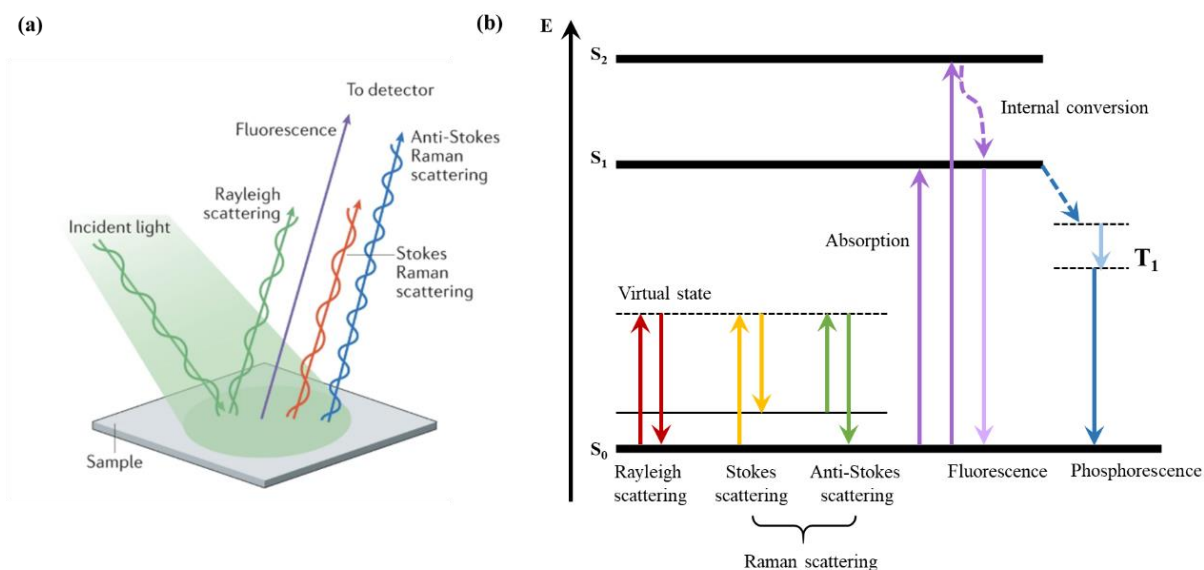 (a)
To detector
Fluorescence
Anti-Stokes
Raman
scattering
Rayleigh
scattering
Incident light
Stokes
Raman
scattering
Sample
(b)
E
S₂
Internal conversion
S₁
Absorption
T₁
Virtual state
S₀
Rayleigh
scattering
Stokes
scattering
Anti-Stokes
scattering
Fluorescence
Phosphorescence
Raman scattering